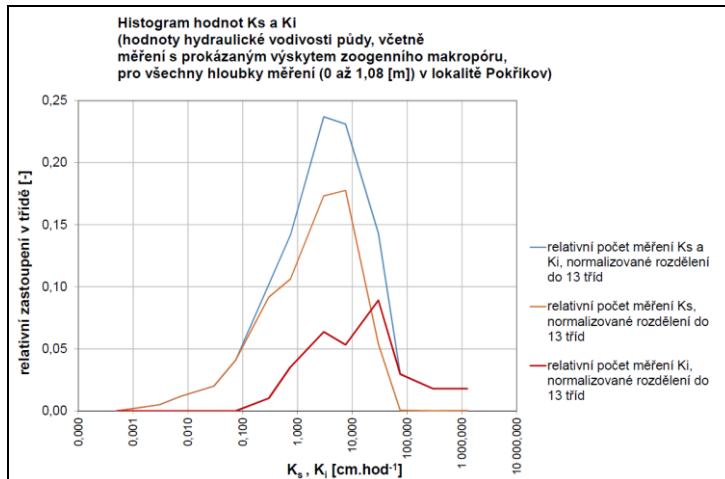 Histogram hodnot Ks a Ki
(hodnoty hydraulické vodivosti půdy, včetně
měření s prokázaným výskytem zoogenního makropóru,
pro všechny hloubky měření (0 až 1,08 [m]) v lokalitě Pokřikov)
0,25
0,20
0,15
0,10
0,05
0,00
relativní zastoupení v třídě [-]
0,000
0,001
0,010
0,100
1,000
10,000
100,000
1 000,000
10 000,000
Ks , Ki [cm.hod-1]
relativní počet měření Ks a
Ki, normalizované rozdělení
do 13 tříd
relativní počet měření Ks,
normalizované rozdělení do
13 tříd
relativní počet měření Ki,
normalizované rozdělení do
13 tříd